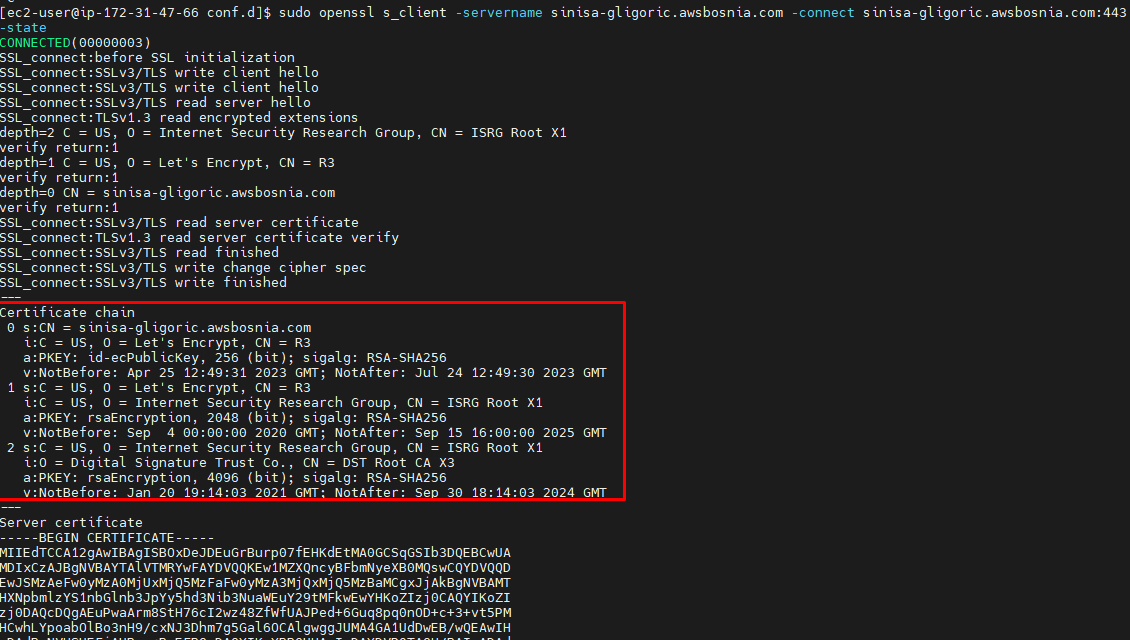 [ec2-user@ip-172-31-47-66 conf.d]$ sudo openssl s_client -servername sinisa-gligoric.awsbosnia.com -connect sinisa-gligoric.awsbosnia.com:443
-state
CONNECTED(00000003)
SSL_connect:before SSL initialization
SSL_connect:SSLv3/TLS write client hello
SSL_connect:SSLv3/TLS write client hello
SSL_connect:SSLv3/TLS read server hello
SSL_connect:TLSv1.3 read encrypted extensions
depth=2 C = US, O = Internet Security Research Group, CN = ISRG Root X1
verify return:1
depth=1 C = US, O = Let's Encrypt, CN = R3
verify return:1
depth=0 CN = sinisa-gligoric.awsbosnia.com
verify return:1
SSL_connect:SSLv3/TLS read server certificate
SSL_connect:TLSv1.3 read server certificate verify
SSL_connect:SSLv3/TLS read finished
SSL_connect:SSLv3/TLS write change cipher spec
SSL_connect:SSLv3/TLS write finished
---
Certificate chain
0 s:CN = sinisa-gligoric.awsbosnia.com
i:C = US, O = Let's Encrypt, CN = R3
a:PKEY: id-ecPublicKey, 256 (bit); sigalg: RSA-SHA256
v:NotBefore: Apr 25 12:49:31 2023 GMT; NotAfter: Jul 24 12:49:30 2023 GMT
1 s:C = US, O = Let's Encrypt, CN = R3
i:C = US, O = Internet Security Research Group, CN = ISRG Root X1
a:PKEY: rsaEncryption, 2048 (bit); sigalg: RSA-SHA256
v:NotBefore: Sep  4 00:00:00 2020 GMT; NotAfter: Sep 15 16:00:00 2025 GMT
2 s:C = US, O = Internet Security Research Group, CN = ISRG Root X1
i:O = Digital Signature Trust Co., CN = DST Root CA X3
a:PKEY: rsaEncryption, 4096 (bit); sigalg: RSA-SHA256
v:NotBefore: Jan 20 19:14:03 2021 GMT; NotAfter: Sep 30 18:14:03 2024 GMT
---
Server certificate
-----BEGIN CERTIFICATE-----
MIIEdTCCA12gAwIBAgISBOxDeJDEuGrBurp07fEHKdEtMA0GCSqGSIb3DQEBCwUA
MDIxCzAJBgNVBAYTAlVTMRYwFAYDVQQKEw1MZXQncyBFbmNyeXB0MQswCQYDVQQD
EwJSMzAeFw0yMzA0MjUxMjQ5MzFaFw0yMzA3MjQxMjQ5MzBaMCgxJjAkBgNVBAMT
HXNpbmlzYS1nbGlnb3JpYy5hd3Nib3NuaWEuY29tMFkwEwYHKoZIzj0CAQYIKoZI
zj0DAQcDQgAEuPwaArm8StH76cI2wz48ZfWfUAJPed+6Guq8pq0nOD+c+3+vt5PM
HCwhLYpoabOlBo3nH9/cxNJ3Dhm7g5Gal6OCAlgwggJUMA4GA1UdDwEB/wQEAwIH